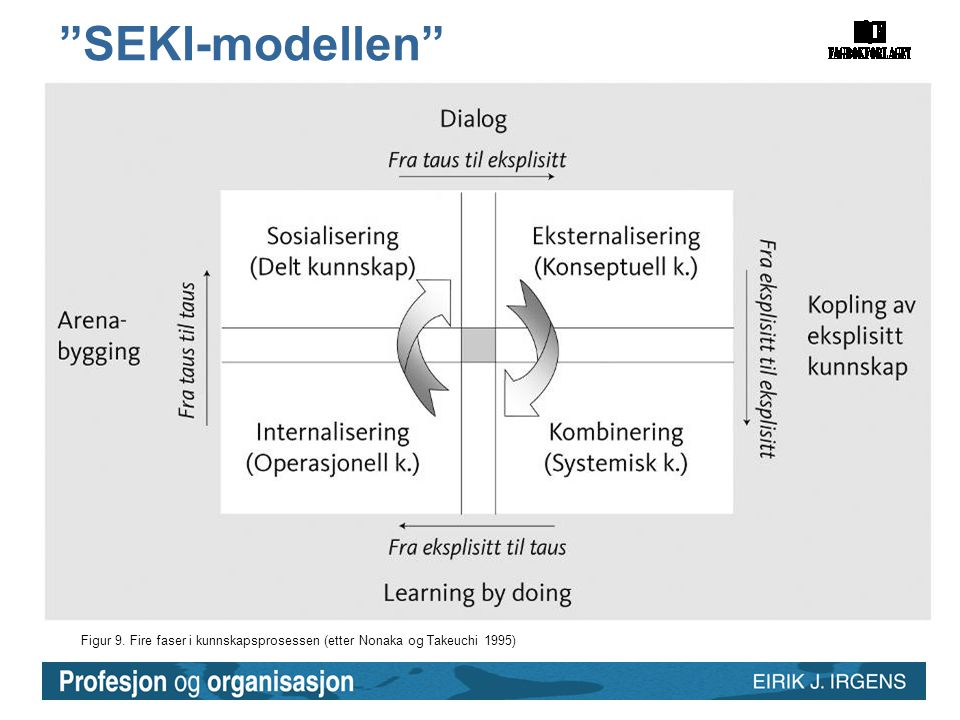 ”SEKI-modellen”
Dialog
Fra taus til eksplisitt
Sosialisering
(Delt kunnskap)
Eksternalisering
(Konseptuell k.)
Arena-
bygging
Fra taus til taus
Fra eksplisitt til eksplisitt
Kopling av
eksplisitt
kunnskap
Internalisering
(Operasjonell k.)
Kombinering
(Systemisk k.)
Fra eksplisitt til taus
Learning by doing
Figur 9. Fire faser i kunnskapsprosessen (etter Nonaka og Takeuchi 1995)
Profesjon og organisasjon
EIRIK J. IRGENS